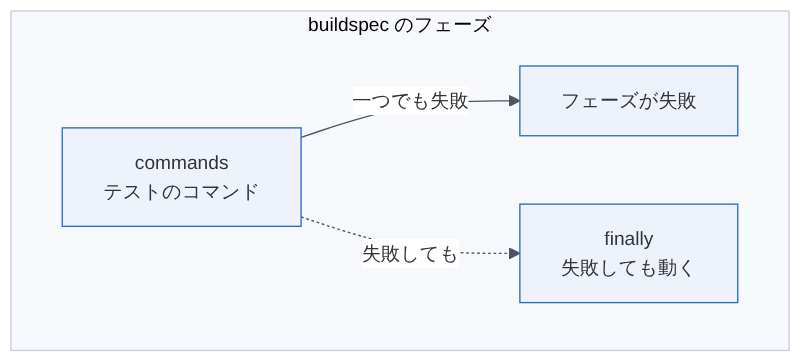 buildspec のフェーズ
commands
テストのコマンド
一つでも失敗
フェーズが失敗
失敗しても
finally
失敗しても動く